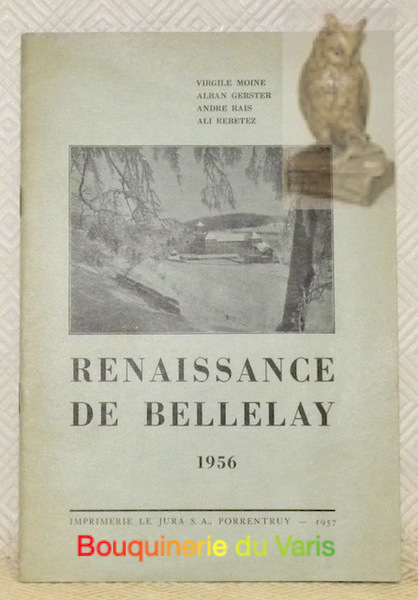 VIRGILE MOINE
ALBAN GERSTER
ANDRE RAIS
ALI REBETEZ
RENAISSANCE
DE BELLELAY
1956
IMPRIMERIE LE JURA S. A., PORRENTRUY — 1957
Bouquinerie du Varis